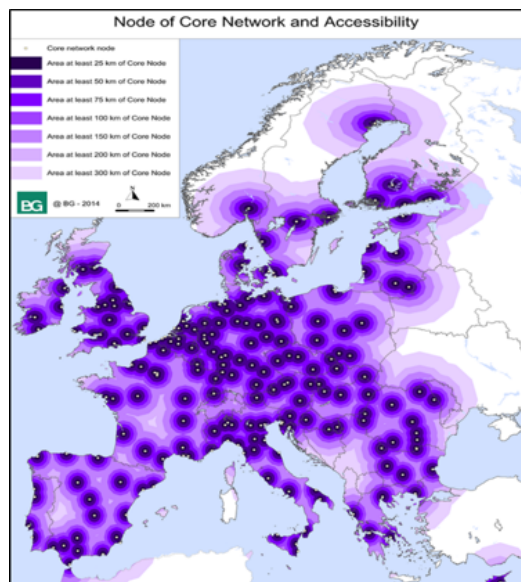 Node of Core Network and Accessibility
Core network node
Area at least 25 km of Core Node
Area at least 50 km of Core Node
Area at least 75 km of Core Node
Area at least 100 km of Core Node
Area at least 150 km of Core Node
Area at least 200 km of Core Node
Area at least 300 km of Core Node
BG @ BG - 2014
0 200 km